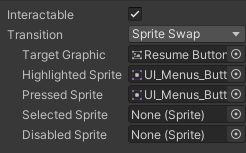 Interactable
Transition Sprite Swap
Target Graphic Resume Button
Highlighted Sprite UI_Menus_Butt
Pressed Sprite UI_Menus_Butt
Selected Sprite None (Sprite)
Disabled Sprite None (Sprite)